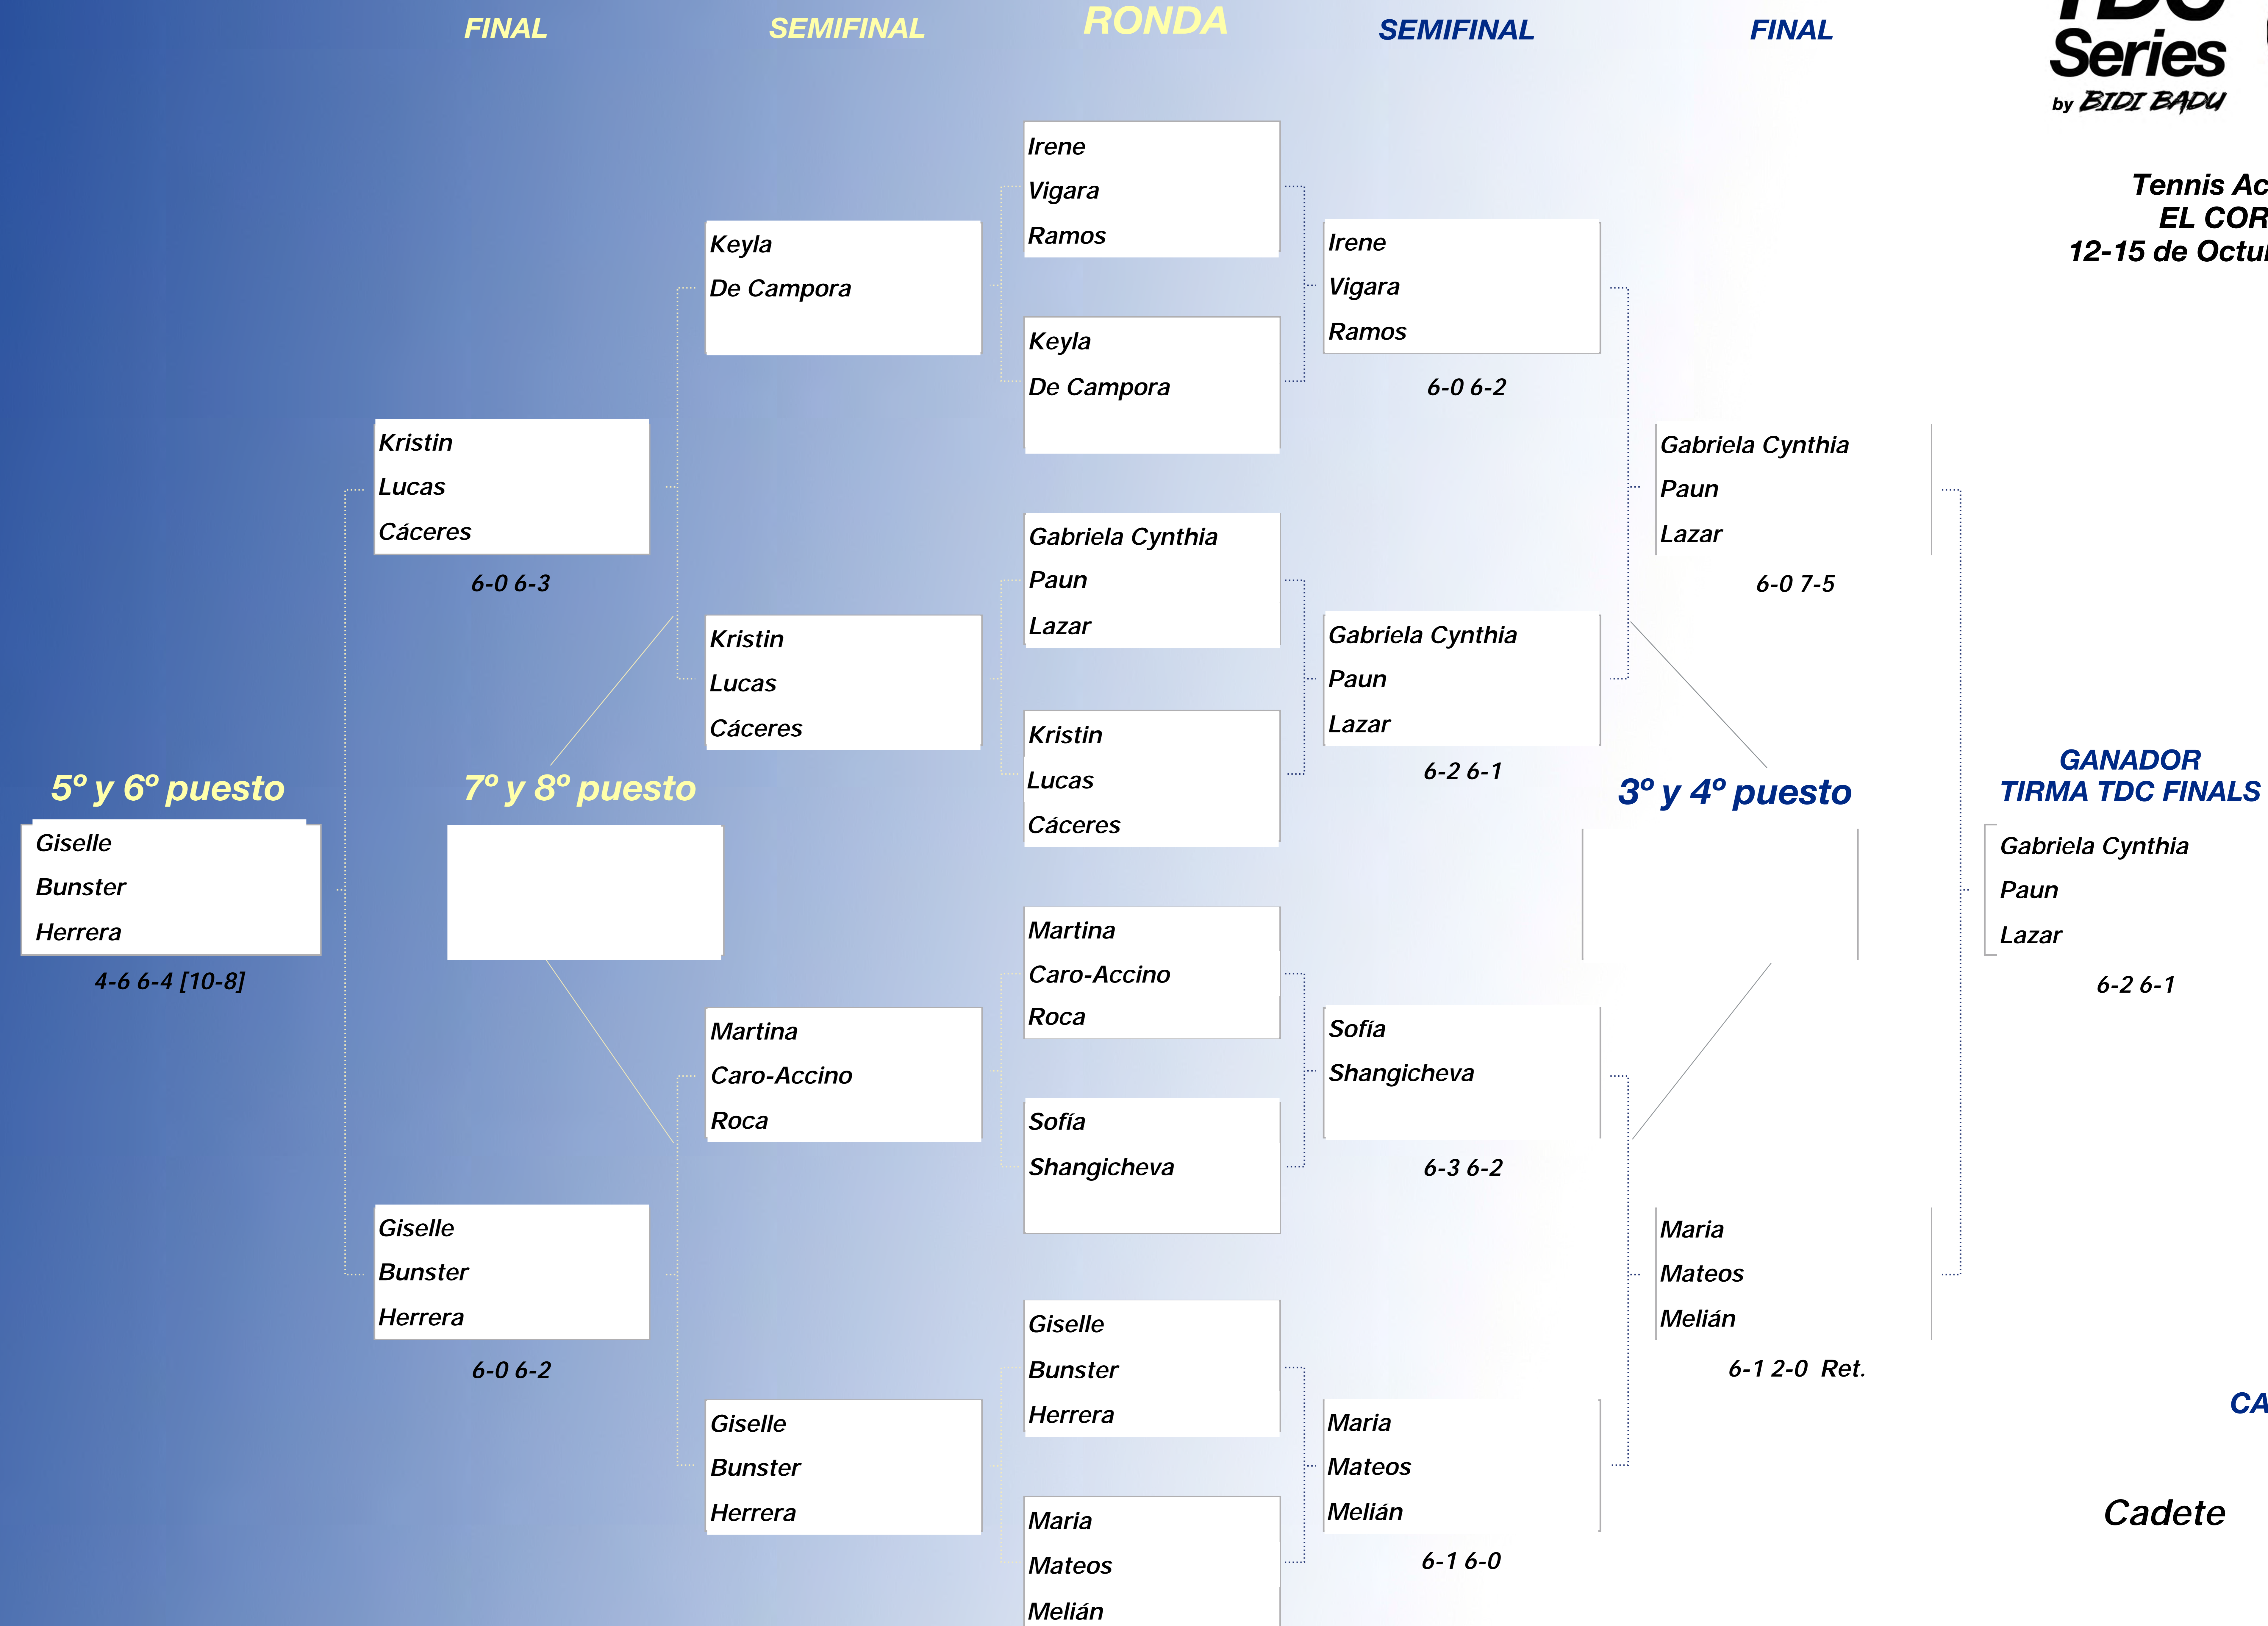 FINAL
SEMIFINAL
RONDA
SEMIFINAL
FINAL
Series
by BIDI BADU
Tennis
EL
12-15 de
Irene
Vigara
Ramos
Keyla
De Campora
Gabriela Cynthia
Paun
Lazar
Kristin
Lucas
Cáceres
Martina
Caro-Accino
Roca
Sofía
Shangicheva
Giselle
Bunster
Herrera
Maria
Mateos
Melián
Keyla
De Campora
Kristin
Lucas
Cáceres
Martina
Caro-Accino
Roca
Giselle
Bunster
Herrera
Kristin
Lucas
Cáceres
6-0 6-3
7º y 8º puesto
Giselle
Bunster
Herrera
6-0 6-2
5º y 6º puesto
Giselle
Bunster
Herrera
4-6 6-4 [10-8]
Irene
Vigara
Ramos
6-0 6-2
Gabriela Cynthia
Paun
Lazar
6-2 6-1
Sofía
Shangicheva
6-3 6-2
Maria
Mateos
Melián
6-1 6-0
Gabriela Cynthia
Paun
Lazar
6-0 7-5
3º y 4º puesto
Maria
Mateos
Melián
6-1 2-0 Ret.
GANADOR
TIRMA TDC FINALS
Gabriela Cynthia
Paun
Lazar
6-2 6-1
Cadete